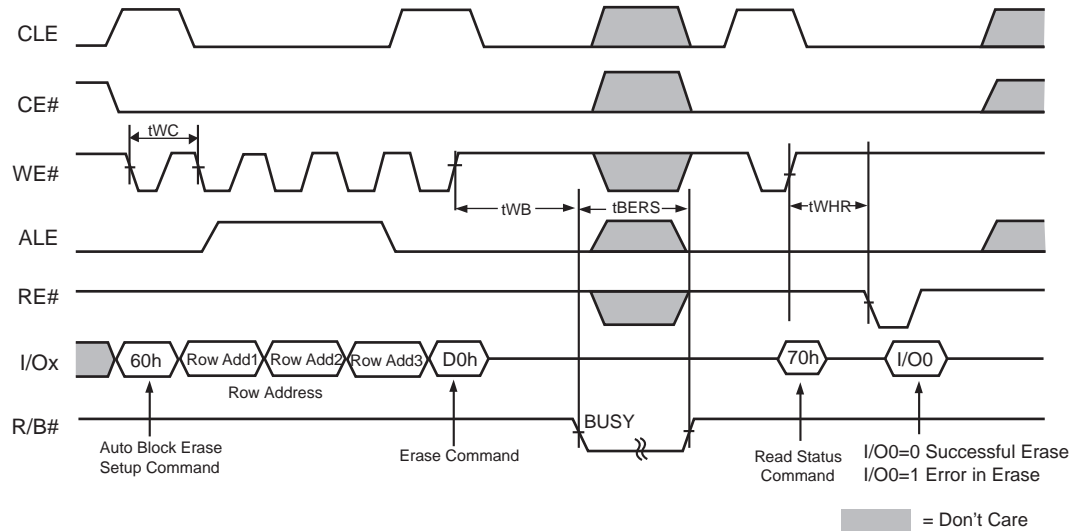 CLE
CE#
tWC
WE#
tWB
tBERS
tWHR
ALE
RE#
I/Ox
60h
Row Add1
Row Add2
Row Add3
D0h
70h
I/O0
Row Address
R/B#
BUSY
Auto Block Erase
Setup Command
Erase Command
Read Status
Command
I/O0=0 Successful Erase
I/O0=1 Error in Erase
= Don't Care